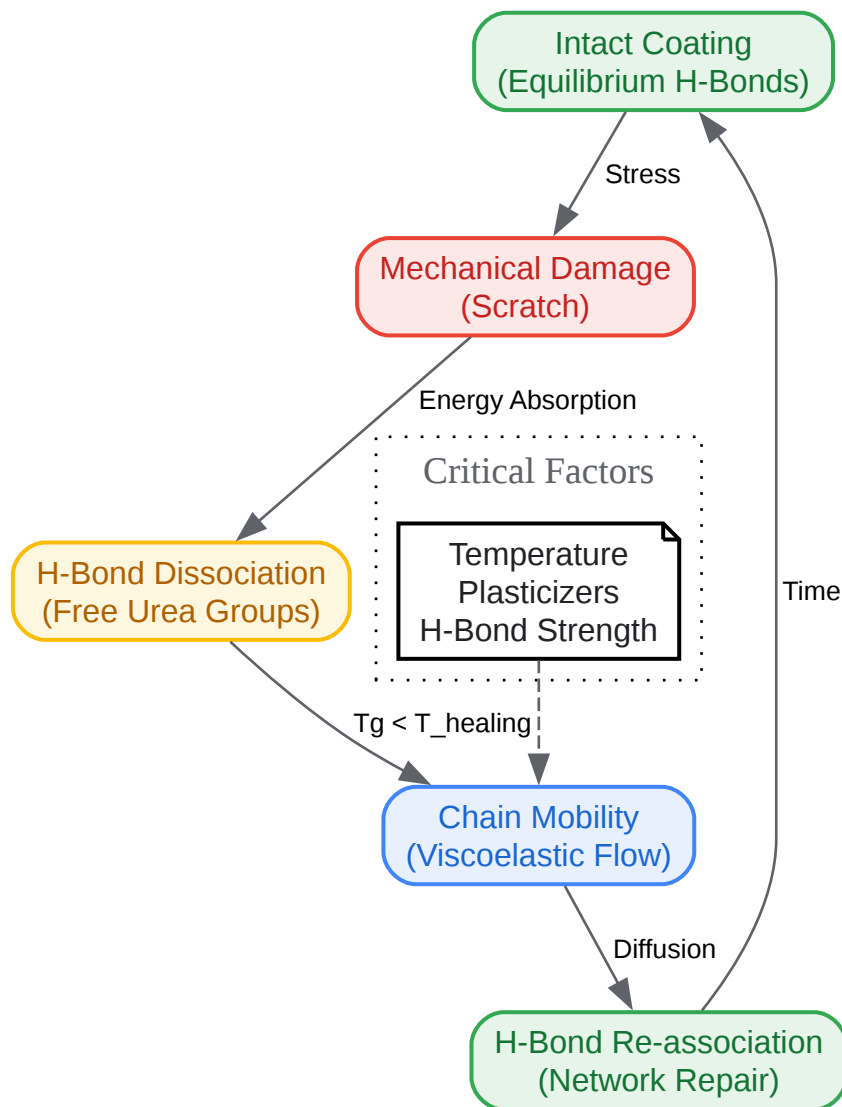 Intact Coating
(Equilibrium H-Bonds)
Stress
Mechanical Damage
(Scratch)
Energy Absorption
Critical Factors
Temperature
Plasticizers
H-Bond Strength
H-Bond Dissociation
(Free Urea Groups)
Time
Tg < T_healing
Chain Mobility
(Viscoelastic Flow)
Diffusion
H-Bond Re-association
(Network Repair)